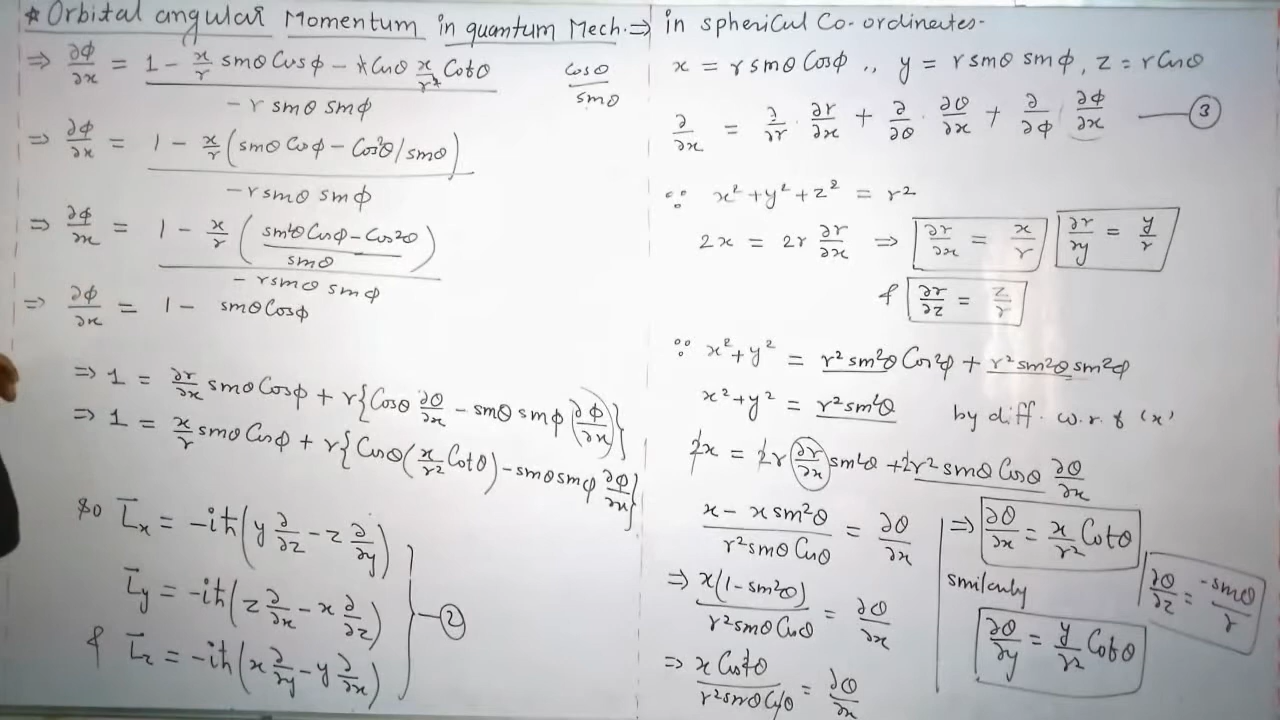 * Orbital angular Momentum in quantum Mech. ⇒
⇒ ∂φ/∂x = (1 - x/r sinθ Cosφ - r Cosθ x/r² Cotθ) / (-r sinθ sinφ)
Cosθ/sinθ
⇒ ∂φ/∂x = (1 - x/r (sinθ Cosφ - Cos²θ/sinθ)) / (-r sinθ sinφ)
⇒ ∂φ/∂x = (1 - x/r ((sin²θ Cosφ - Cos²θ)/sinθ)) / (-r sinθ sinφ)
⇒ ∂φ/∂x = 1 - sinθ Cosφ
⇒ 1 = ∂r/∂x sinθ Cosφ + r{Cosθ ∂θ/∂x - sinθ sinφ (∂φ/∂x)}
⇒ 1 = x/r sinθ Cosφ + r{Cosθ(x/r² Cotθ) - sinθ sinφ ∂φ/∂x}
so L̄x = -iħ(y ∂/∂z - z ∂/∂y)
L̄y = -iħ(z ∂/∂x - x ∂/∂z)
& L̄z = -iħ(x ∂/∂y - y ∂/∂x)
} — ②
in sphericul Co-ordinates-
x = r sinθ Cosφ ,, y = r sinθ sinφ, z = r Cosθ
∂/∂x = ∂/∂r · ∂r/∂x + ∂/∂θ · ∂θ/∂x + ∂/∂φ ∂φ/∂x — ③
∵ x² + y² + z² = r²
2x = 2r ∂r/∂x ⇒ ∂r/∂x = x/r ∂r/∂y = y/r
& ∂r/∂z = z/r
∵ x² + y² = r² sin²θ Cos²φ + r² sin²θ sin²φ
x² + y² = r² sin²θ by diff. w.r.t (x)
2x = 2r (∂r/∂x) sin²θ + 2r² sinθ Cosθ ∂θ/∂x
(x - x sin²θ) / (r² sinθ Cosθ) = ∂θ/∂x
⇒ x(1 - sin²θ) / (r² sinθ Cosθ) = ∂θ/∂x
⇒ x Cos²θ / (r² sinθ Cosθ) = ∂θ/∂x
⇒ ∂θ/∂x = x/r² Cotθ
similarly
∂θ/∂y = y/r² Cotθ
∂θ/∂z = -sinθ/r